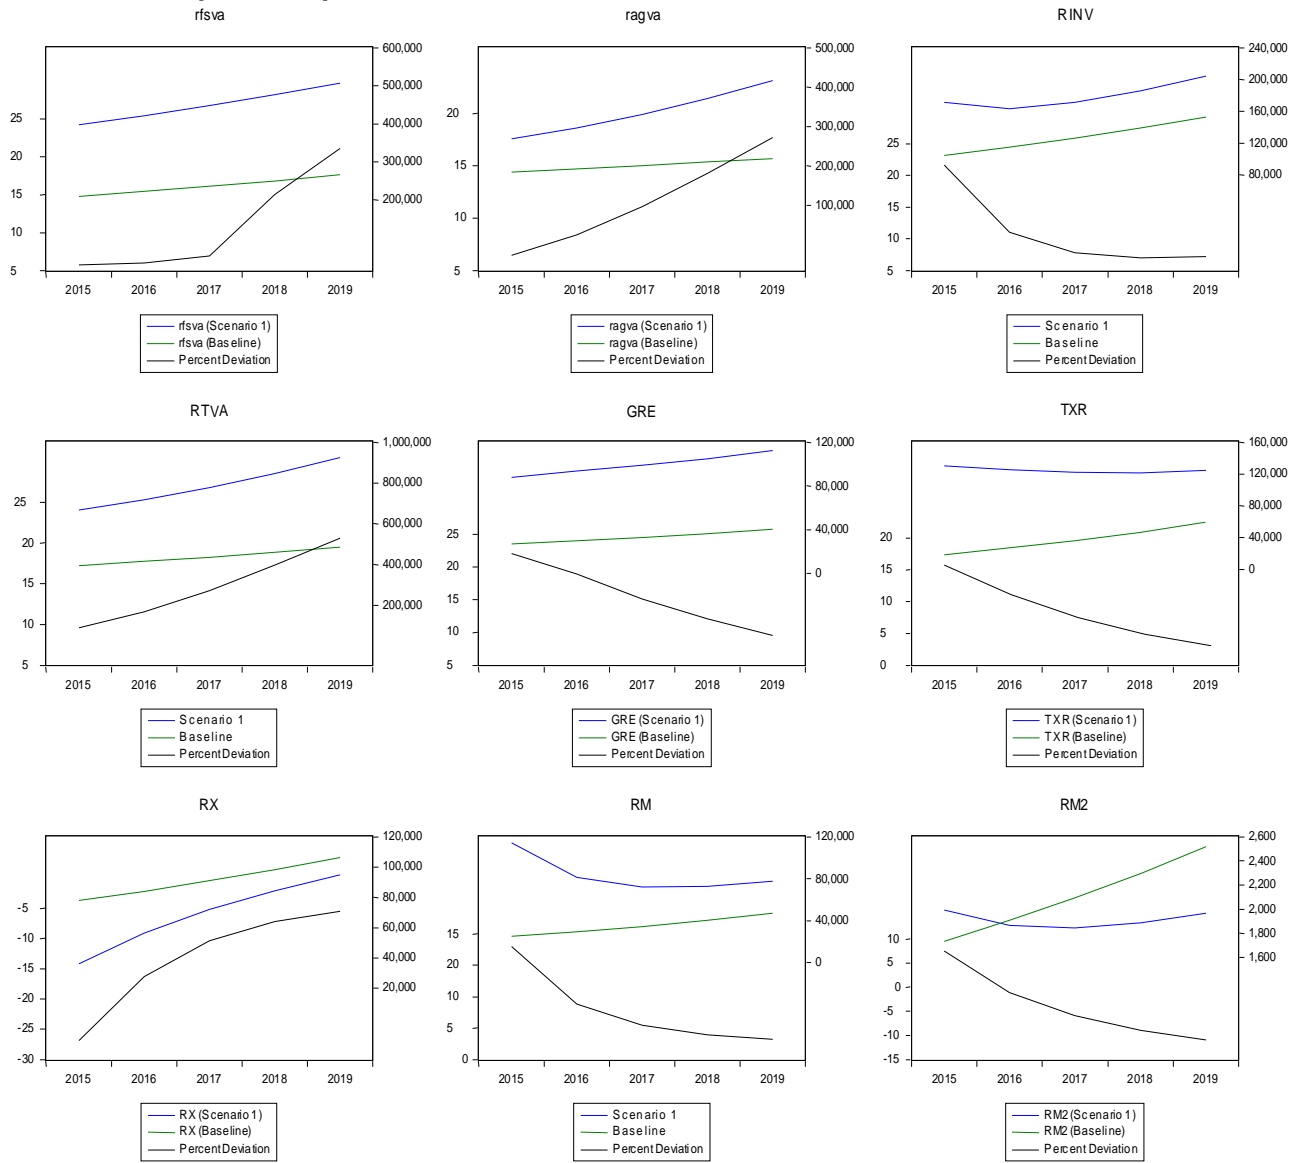 rfsva
ragva
RINV
600,000
500,000
400,000
300,000
200,000
25
20
15
10
5
2015 2016 2017 2018 2019
rfsva (Scenario 1)
rfsva (Baseline)
Percent Deviation
500,000
400,000
300,000
200,000
100,000
20
15
10
5
2015 2016 2017 2018 2019
ragva (Scenario 1)
ragva (Baseline)
Percent Deviation
240,000
200,000
160,000
120,000
80,000
25
20
15
10
5
2015 2016 2017 2018 2019
Scenario 1
Baseline
Percent Deviation
RTVA
GRE
TXR
1,000,000
800,000
600,000
400,000
200,000
25
20
15
10
5
2015 2016 2017 2018 2019
Scenario 1
Baseline
Percent Deviation
120,000
80,000
40,000
0
25
20
15
10
5
2015 2016 2017 2018 2019
GRE (Scenario 1)
GRE (Baseline)
Percent Deviation
160,000
120,000
80,000
40,000
0
20
15
10
5
0
2015 2016 2017 2018 2019
TXR (Scenario 1)
TXR (Baseline)
Percent Deviation
RX
RM
RM2
120,000
100,000
80,000
60,000
40,000
20,000
-5
-10
-15
-20
-25
-30
2015 2016 2017 2018 2019
RX (Scenario 1)
RX (Baseline)
Percent Deviation
120,000
80,000
40,000
0
15
20
10
5
0
2015 2016 2017 2018 2019
Scenario 1
Baseline
Percent Deviation
2,600
2,400
2,200
2,000
1,800
1,600
10
5
0
-5
-10
-15
2015 2016 2017 2018 2019
RM2 (Scenario 1)
RM2 (Baseline)
Percent Deviation